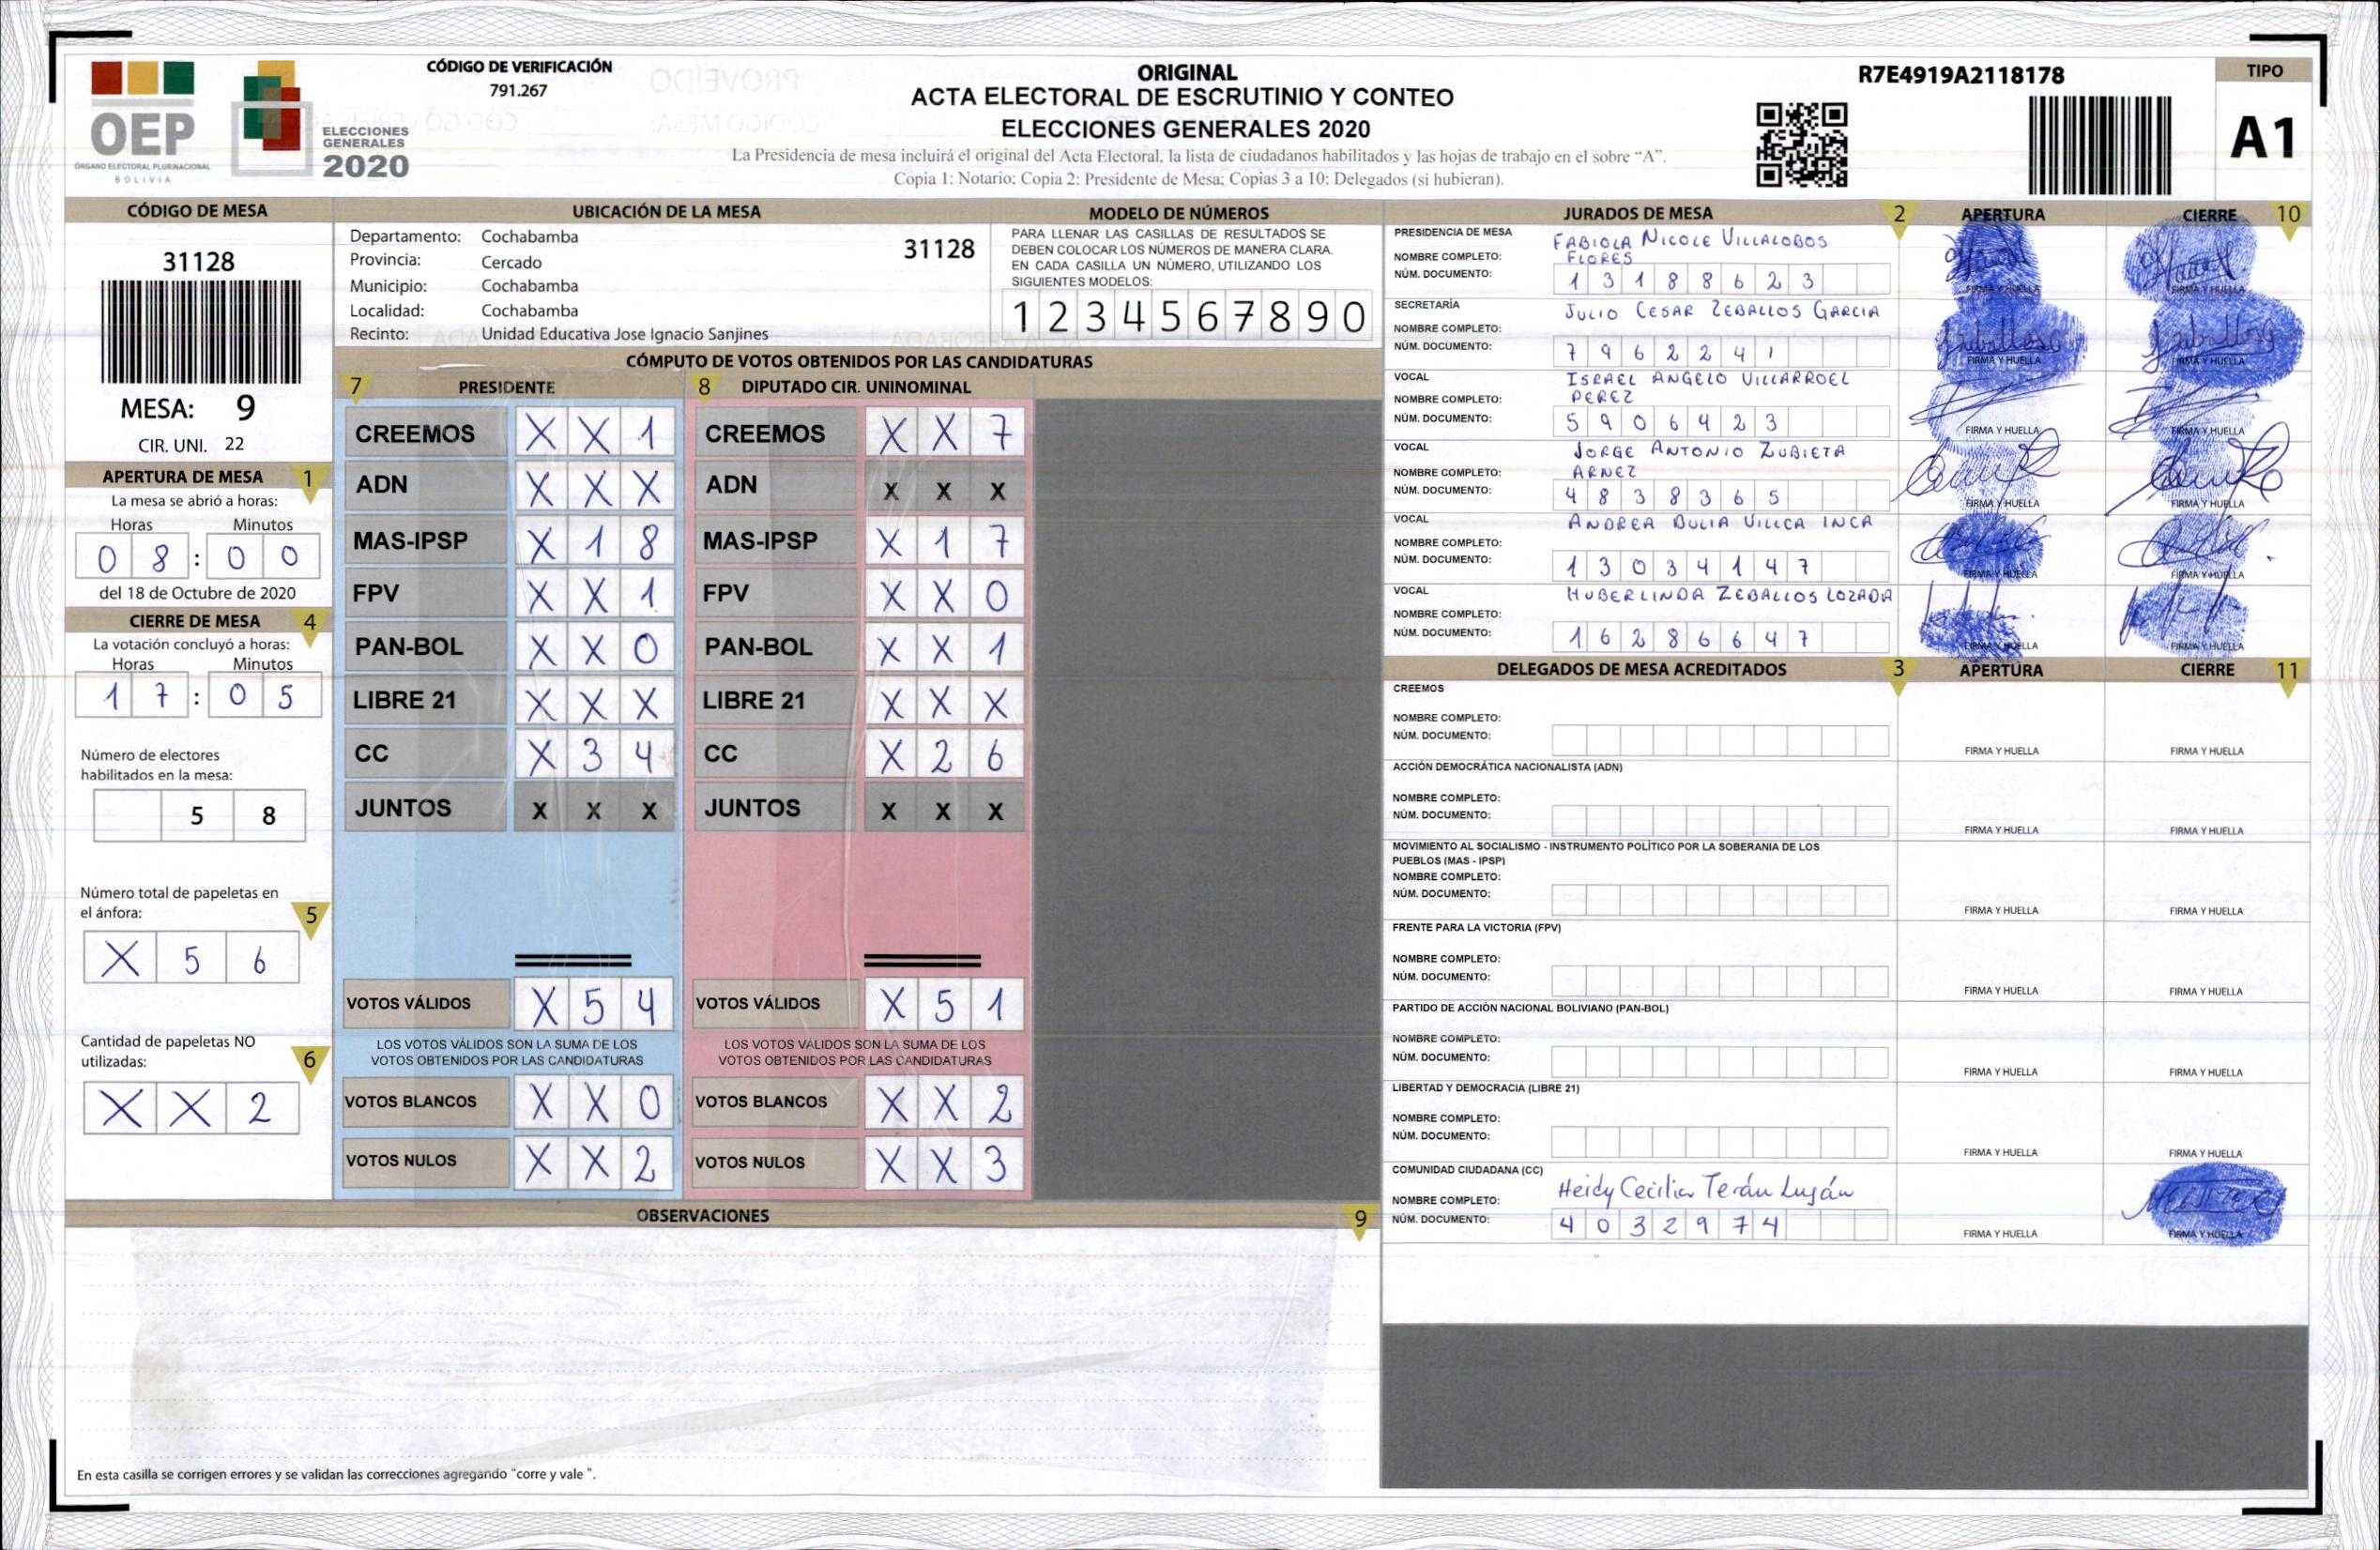 OEP
ÓRGANO ELECTORAL PLURINACIONAL
BOLIVIA
ELECCIONES
GENERALES
2020
CÓDIGO DE VERIFICACIÓN
791.267
ORIGINAL
ACTA ELECTORAL DE ESCRUTINIO Y CONTEO
ELECCIONES GENERALES 2020
La Presidencia de mesa incluirá el original del Acta Electoral, la lista de ciudadanos habilitados y las hojas de trabajo en el sobre "A".
Copia 1: Notario; Copia 2: Presidente de Mesa; Copias 3 a 10: Delegados (si hubieran).
R7E4919A2118178
TIPO
A1
CÓDIGO DE MESA
31128
MESA: 9
CIR. UNI. 22
APERTURA DE MESA 1
La mesa se abrió a horas:
Horas Minutos
0 8 : 0 0
del 18 de Octubre de 2020
CIERRE DE MESA 4
La votación concluyó a horas:
Horas Minutos
1 7 : 0 5
Número de electores
habilitados en la mesa:
5 8
Número total de papeletas en
el ánfora: 5
X 5 6
Cantidad de papeletas NO
utilizadas: 6
X X 2
UBICACIÓN DE LA MESA
Departamento: Cochabamba
Provincia: Cercado
Municipio: Cochabamba
Localidad: Cochabamba
Recinto: Unidad Educativa Jose Ignacio Sanjines
31128
MODELO DE NÚMEROS
PARA LLENAR LAS CASILLAS DE RESULTADOS SE
DEBEN COLOCAR LOS NÚMEROS DE MANERA CLARA.
EN CADA CASILLA UN NÚMERO, UTILIZANDO LOS
SIGUIENTES MODELOS:
1 2 3 4 5 6 7 8 9 0
CÓMPUTO DE VOTOS OBTENIDOS POR LAS CANDIDATURAS
7 PRESIDENTE 8 DIPUTADO CIR. UNINOMINAL
CREEMOS X X 1 CREEMOS X X 7
ADN X X X ADN X X X
MAS-IPSP X 1 8 MAS-IPSP X 1 7
FPV X X 1 FPV X X 0
PAN-BOL X X 0 PAN-BOL X X 1
LIBRE 21 X X X LIBRE 21 X X X
CC X 3 4 CC X 2 6
JUNTOS X X X JUNTOS X X X
VOTOS VÁLIDOS X 5 4 VOTOS VÁLIDOS X 5 1
LOS VOTOS VÁLIDOS SON LA SUMA DE LOS LOS VOTOS VÁLIDOS SON LA SUMA DE LOS
VOTOS OBTENIDOS POR LAS CANDIDATURAS VOTOS OBTENIDOS POR LAS CANDIDATURAS
VOTOS BLANCOS X X 0 VOTOS BLANCOS X X 2
VOTOS NULOS X X 2 VOTOS NULOS X X 3
OBSERVACIONES 9
En esta casilla se corrigen errores y se validan las correcciones agregando "corre y vale ".
JURADOS DE MESA 2 APERTURA CIERRE 10
PRESIDENCIA DE MESA
NOMBRE COMPLETO: FABIOLA NICOLE VILLALOBOS
FLORES
NÚM. DOCUMENTO: 1 3 1 8 8 6 2 3
FIRMA Y HUELLA FIRMA Y HUELLA
SECRETARÍA
NOMBRE COMPLETO: JULIO CESAR ZEBALLOS GARCIA
NÚM. DOCUMENTO: 7 9 6 2 2 4 1
FIRMA Y HUELLA FIRMA Y HUELLA
VOCAL
NOMBRE COMPLETO: ISRAEL ANGELO VILLARROEL
PEREZ
NÚM. DOCUMENTO: 5 9 0 6 4 2 3
FIRMA Y HUELLA FIRMA Y HUELLA
VOCAL
NOMBRE COMPLETO: JORGE ANTONIO ZUBIETA
ARNEZ
NÚM. DOCUMENTO: 4 8 3 8 3 6 5
FIRMA Y HUELLA FIRMA Y HUELLA
VOCAL
NOMBRE COMPLETO: ANDREA BULIA VILLCA INCA
NÚM. DOCUMENTO: 1 3 0 3 4 1 4 7
FIRMA Y HUELLA FIRMA Y HUELLA
VOCAL
NOMBRE COMPLETO: HUBERLINDA ZEBALLOS LOZADA
NÚM. DOCUMENTO: 1 6 2 8 6 6 4 7
FIRMA Y HUELLA FIRMA Y HUELLA
DELEGADOS DE MESA ACREDITADOS 3 APERTURA CIERRE 11
CREEMOS
NOMBRE COMPLETO:
NÚM. DOCUMENTO:
FIRMA Y HUELLA FIRMA Y HUELLA
ACCIÓN DEMOCRÁTICA NACIONALISTA (ADN)
NOMBRE COMPLETO:
NÚM. DOCUMENTO:
FIRMA Y HUELLA FIRMA Y HUELLA
MOVIMIENTO AL SOCIALISMO - INSTRUMENTO POLÍTICO POR LA SOBERANIA DE LOS
PUEBLOS (MAS - IPSP)
NOMBRE COMPLETO:
NÚM. DOCUMENTO:
FIRMA Y HUELLA FIRMA Y HUELLA
FRENTE PARA LA VICTORIA (FPV)
NOMBRE COMPLETO:
NÚM. DOCUMENTO:
FIRMA Y HUELLA FIRMA Y HUELLA
PARTIDO DE ACCIÓN NACIONAL BOLIVIANO (PAN-BOL)
NOMBRE COMPLETO:
NÚM. DOCUMENTO:
FIRMA Y HUELLA FIRMA Y HUELLA
LIBERTAD Y DEMOCRACIA (LIBRE 21)
NOMBRE COMPLETO:
NÚM. DOCUMENTO:
FIRMA Y HUELLA FIRMA Y HUELLA
COMUNIDAD CIUDADANA (CC)
NOMBRE COMPLETO: Heidy Cecilia Terán Luján
NÚM. DOCUMENTO: 4 0 3 2 9 7 4
FIRMA Y HUELLA FIRMA Y HUELLA